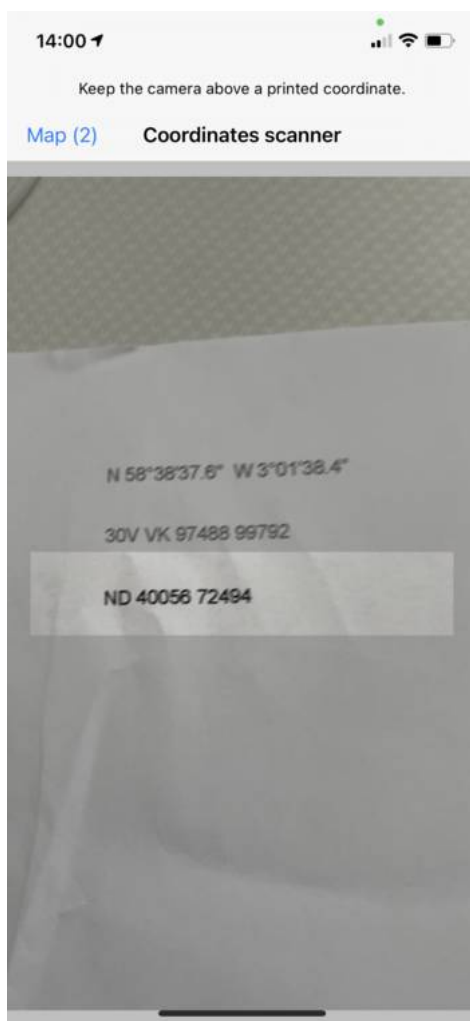 14:00
Keep the camera above a printed coordinate.
Map (2) Coordinates scanner
N 58°38'37.6" W 3°01'38.4"
30V VK 97488 99792
ND 40056 72494